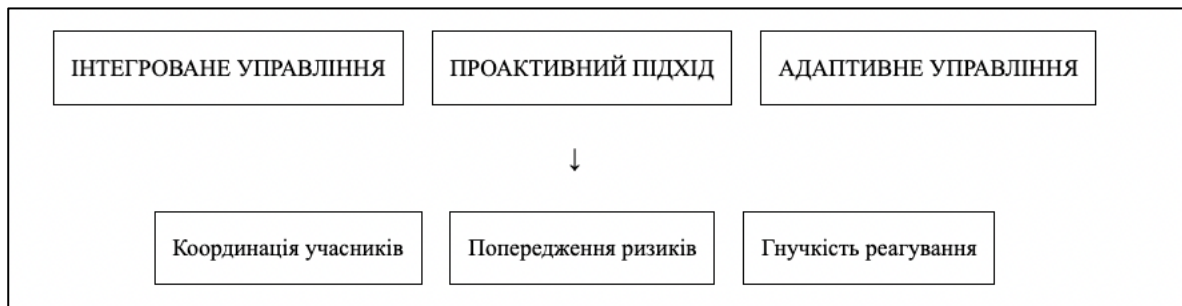 ІНТЕГРОВАНЕ УПРАВЛІННЯ
ПРОАКТИВНИЙ ПІДХІД
АДАПТИВНЕ УПРАВЛІННЯ
↓
Координація учасників
Попередження ризиків
Гнучкість реагування